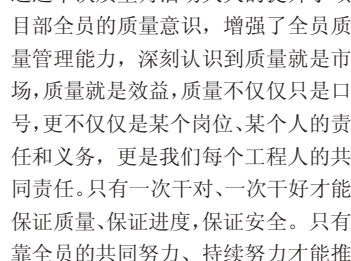 目部全员的质量意识，增强了全员质
量管理能力，深刻认识到质量就是市
场，质量就是效益，质量不仅仅只是口
号，更不仅仅是某个岗位、某个人的责
任和义务，更是我们每个工程人的共
同责任。只有一次干对、一次干好才能
保证质量、保证进度，保证安全。只有
靠全员的共同努力、持续努力才能推